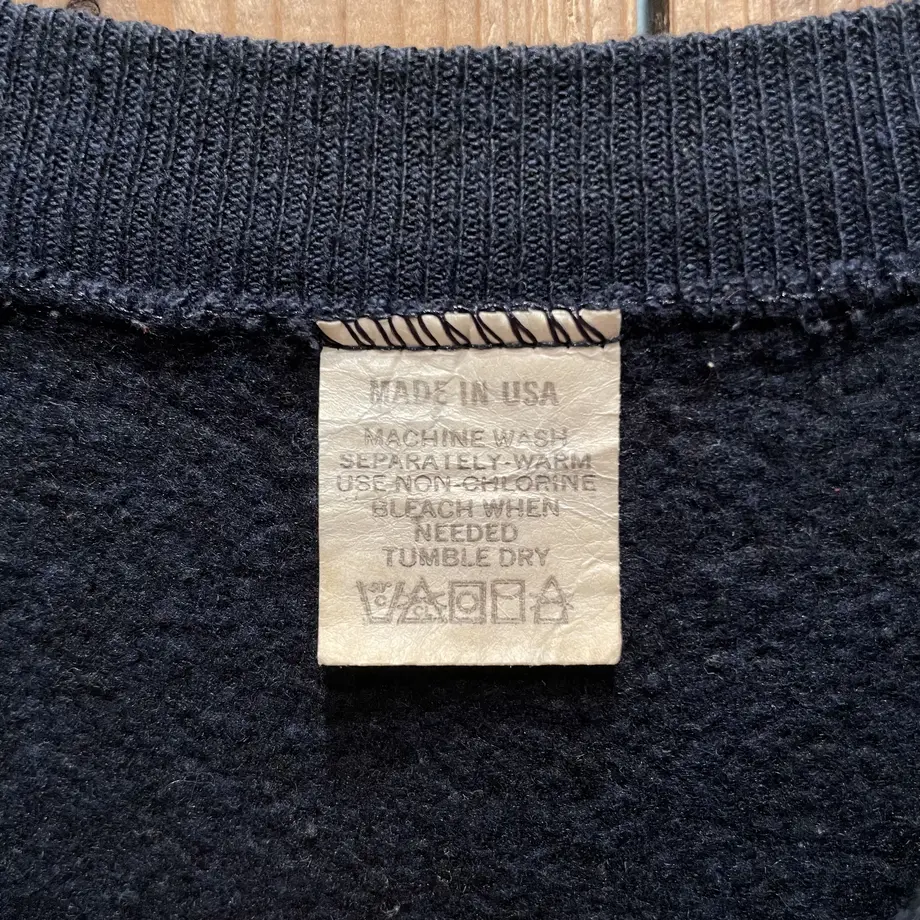 MADE IN USA
MACHINE WASH
SEPARATELY-WARM
USE NON-CHLORINE
BLEACH WHEN
NEEDED
TUMBLE DRY